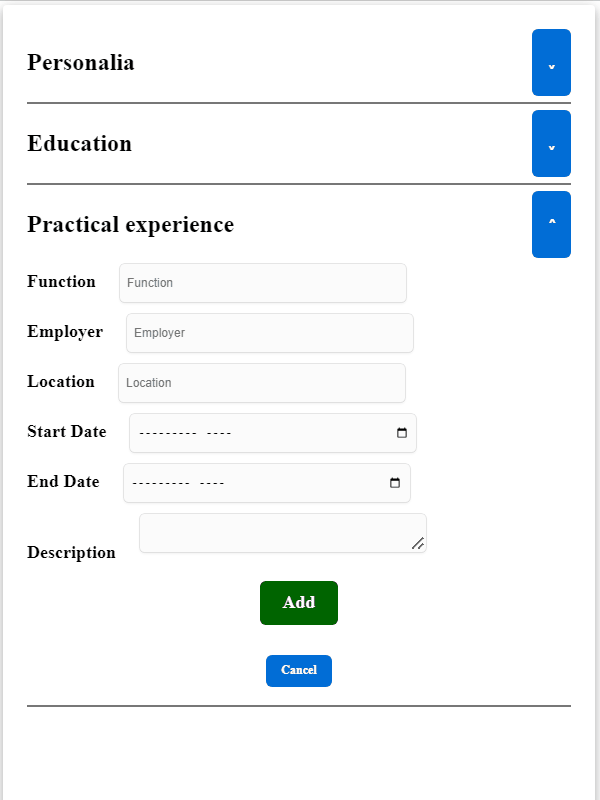 Personalia
Education
Practical experience
Function Function
Employer Employer
Location Location
Start Date --------- ----
End Date --------- ----
Description
Add
Cancel